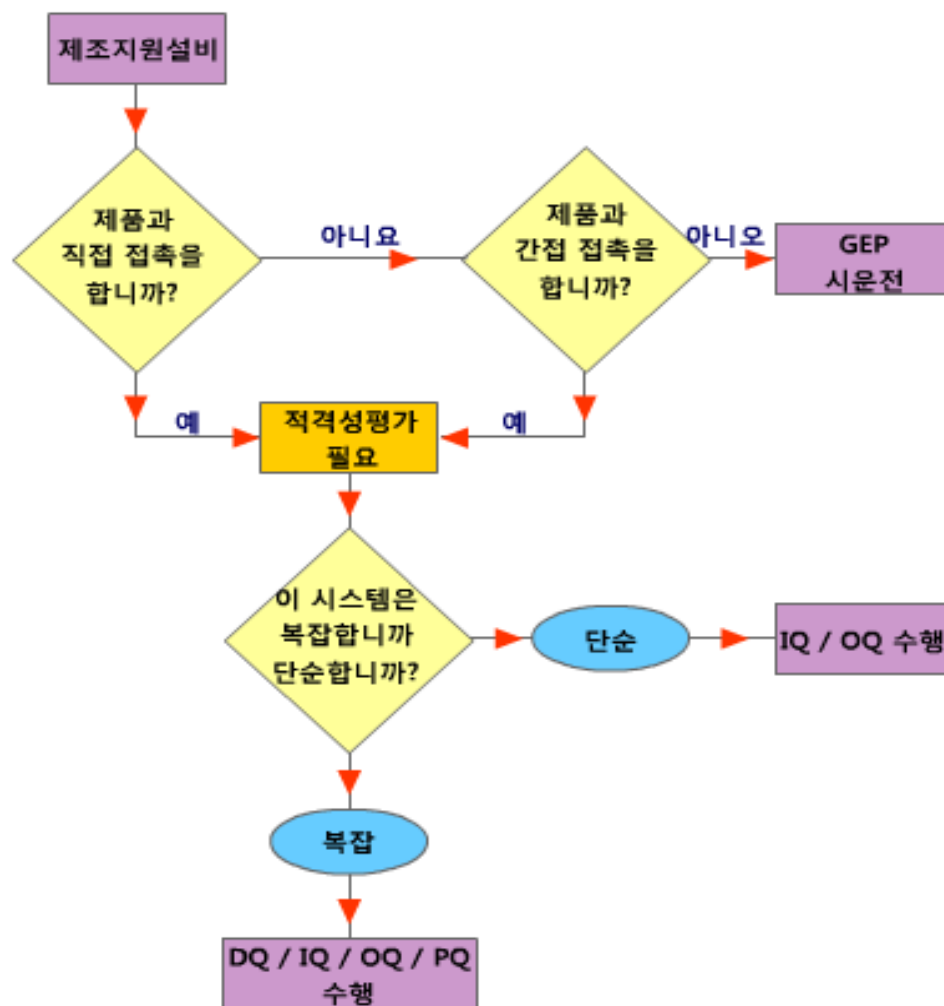 제조지원설비
제품과
직접 접촉을
합니까?
아니요
제품과
간접 접촉을
합니까?
아니오
GEP
시운전
예
적격성평가
필요
예
이 시스템은
복잡합니까
단순합니까?
단순
IQ / OQ 수행
복잡
DQ / IQ / OQ / PQ
수행